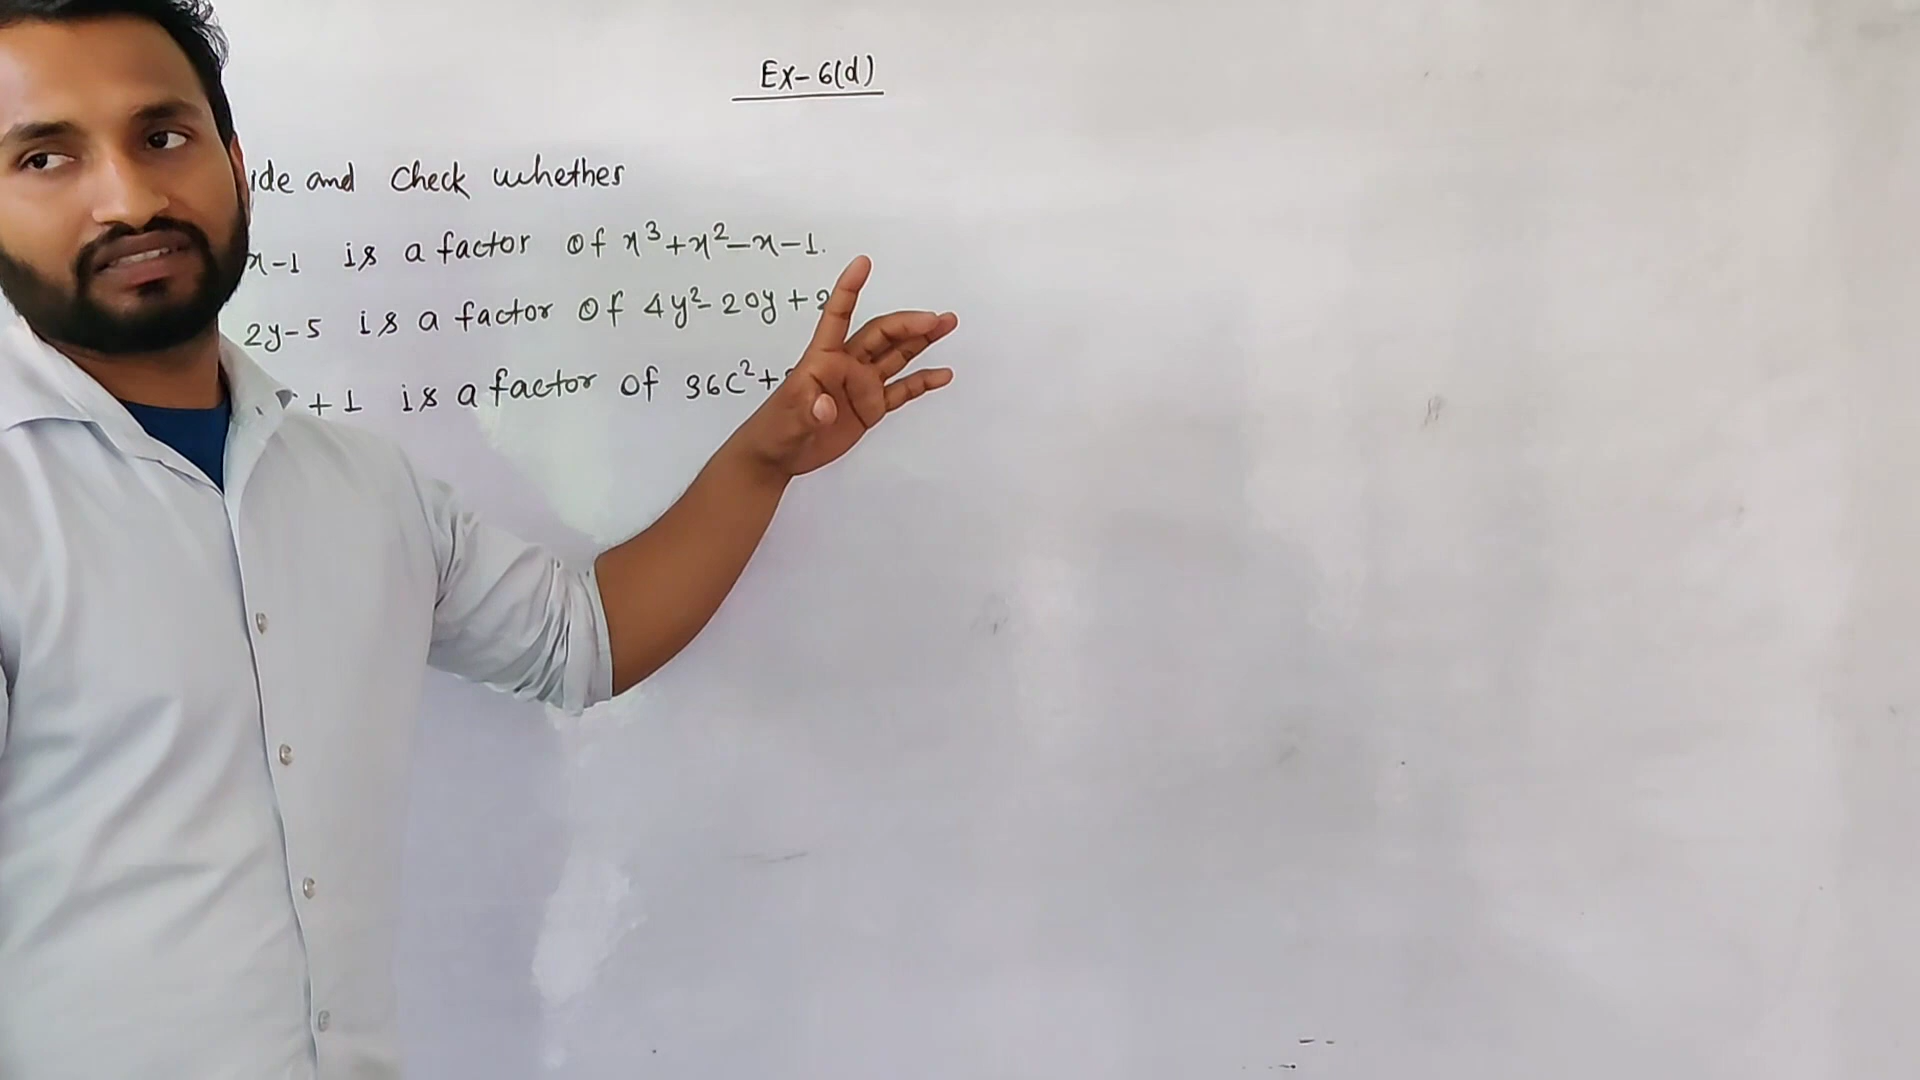 Ex-6(d)
ide and Check whether
x-1 is a factor of x³+x²-x-1.
2y-5 is a factor of 4y²-20y+2
+1 is a factor of 36c²+